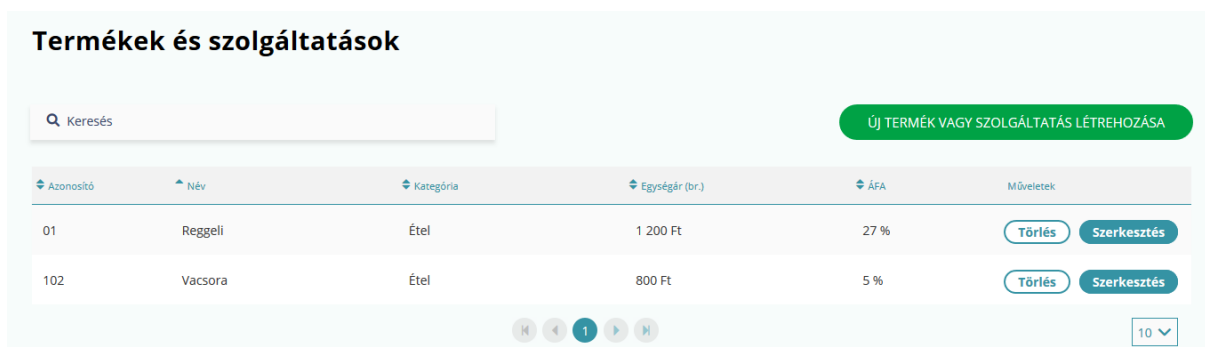 Termékek és szolgáltatások
Keresés
ÚJ TERMÉK VAGY SZOLGÁLTATÁS LÉTREHOZÁSA
Azonosító Név Kategória Egységár (br.) ÁFA Műveletek
01 Reggeli Étel 1 200 Ft 27 % Törlés Szerkesztés
102 Vacsora Étel 800 Ft 5 % Törlés Szerkesztés
1
10